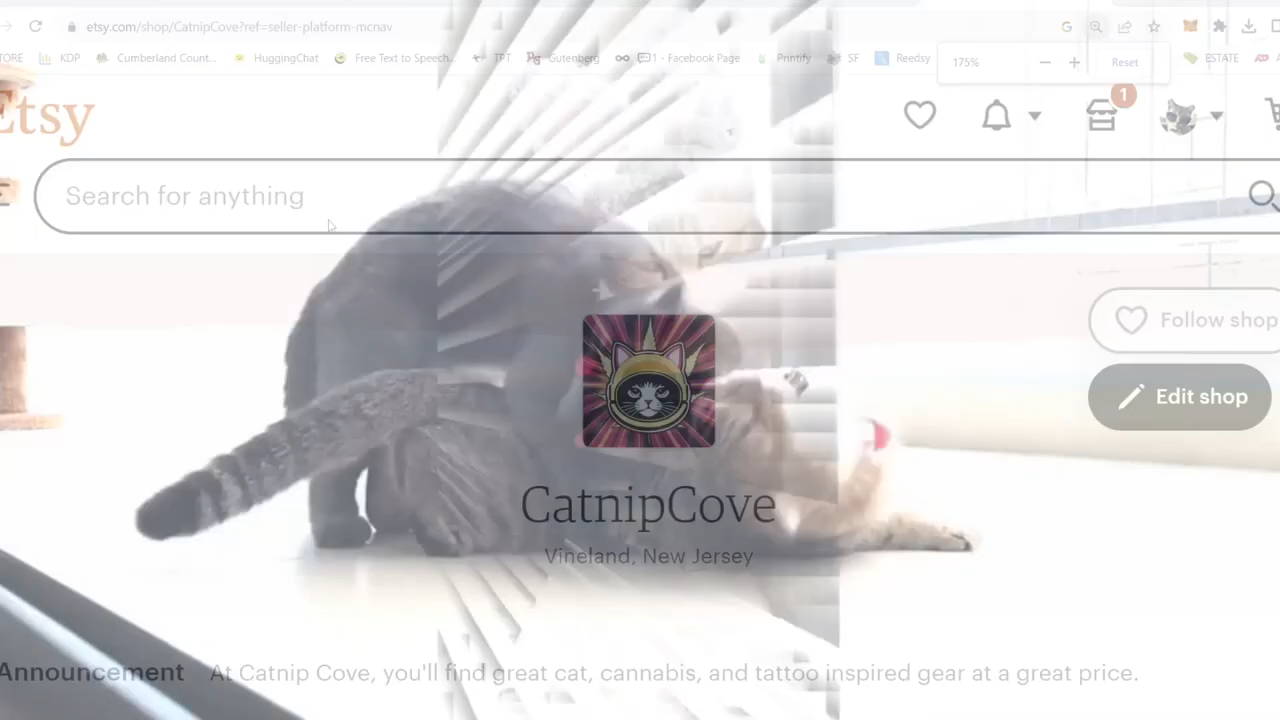 etsy.com/shop/CatnipCove?ref=seller-platform-mcnav
TORE KDP Cumberland Count... HuggingChat Free Text to Speech... TPT Gutenberg 1 - Facebook Page Printify SF Reedsy ESTATE
175% Reset
Etsy
1
Search for anything
Follow shop
Edit shop
CatnipCove
Vineland, New Jersey
Announcement At Catnip Cove, you'll find great cat, cannabis, and tattoo inspired gear at a great price.